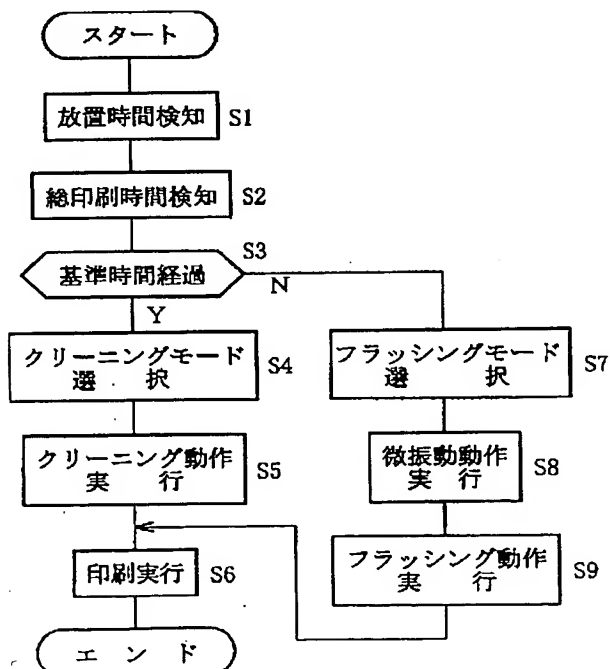 スタート
放置時間検知 S1
総印刷時間検知 S2
S3
基準時間経過
N
Y
クリーニングモード
選 択
S4
クリーニング動作
実 行
S5
印刷実行 S6
エ ン ド
フラッシングモード
選 択
S7
微振動動作
実 行
S8
フラッシング動作
実 行
S9